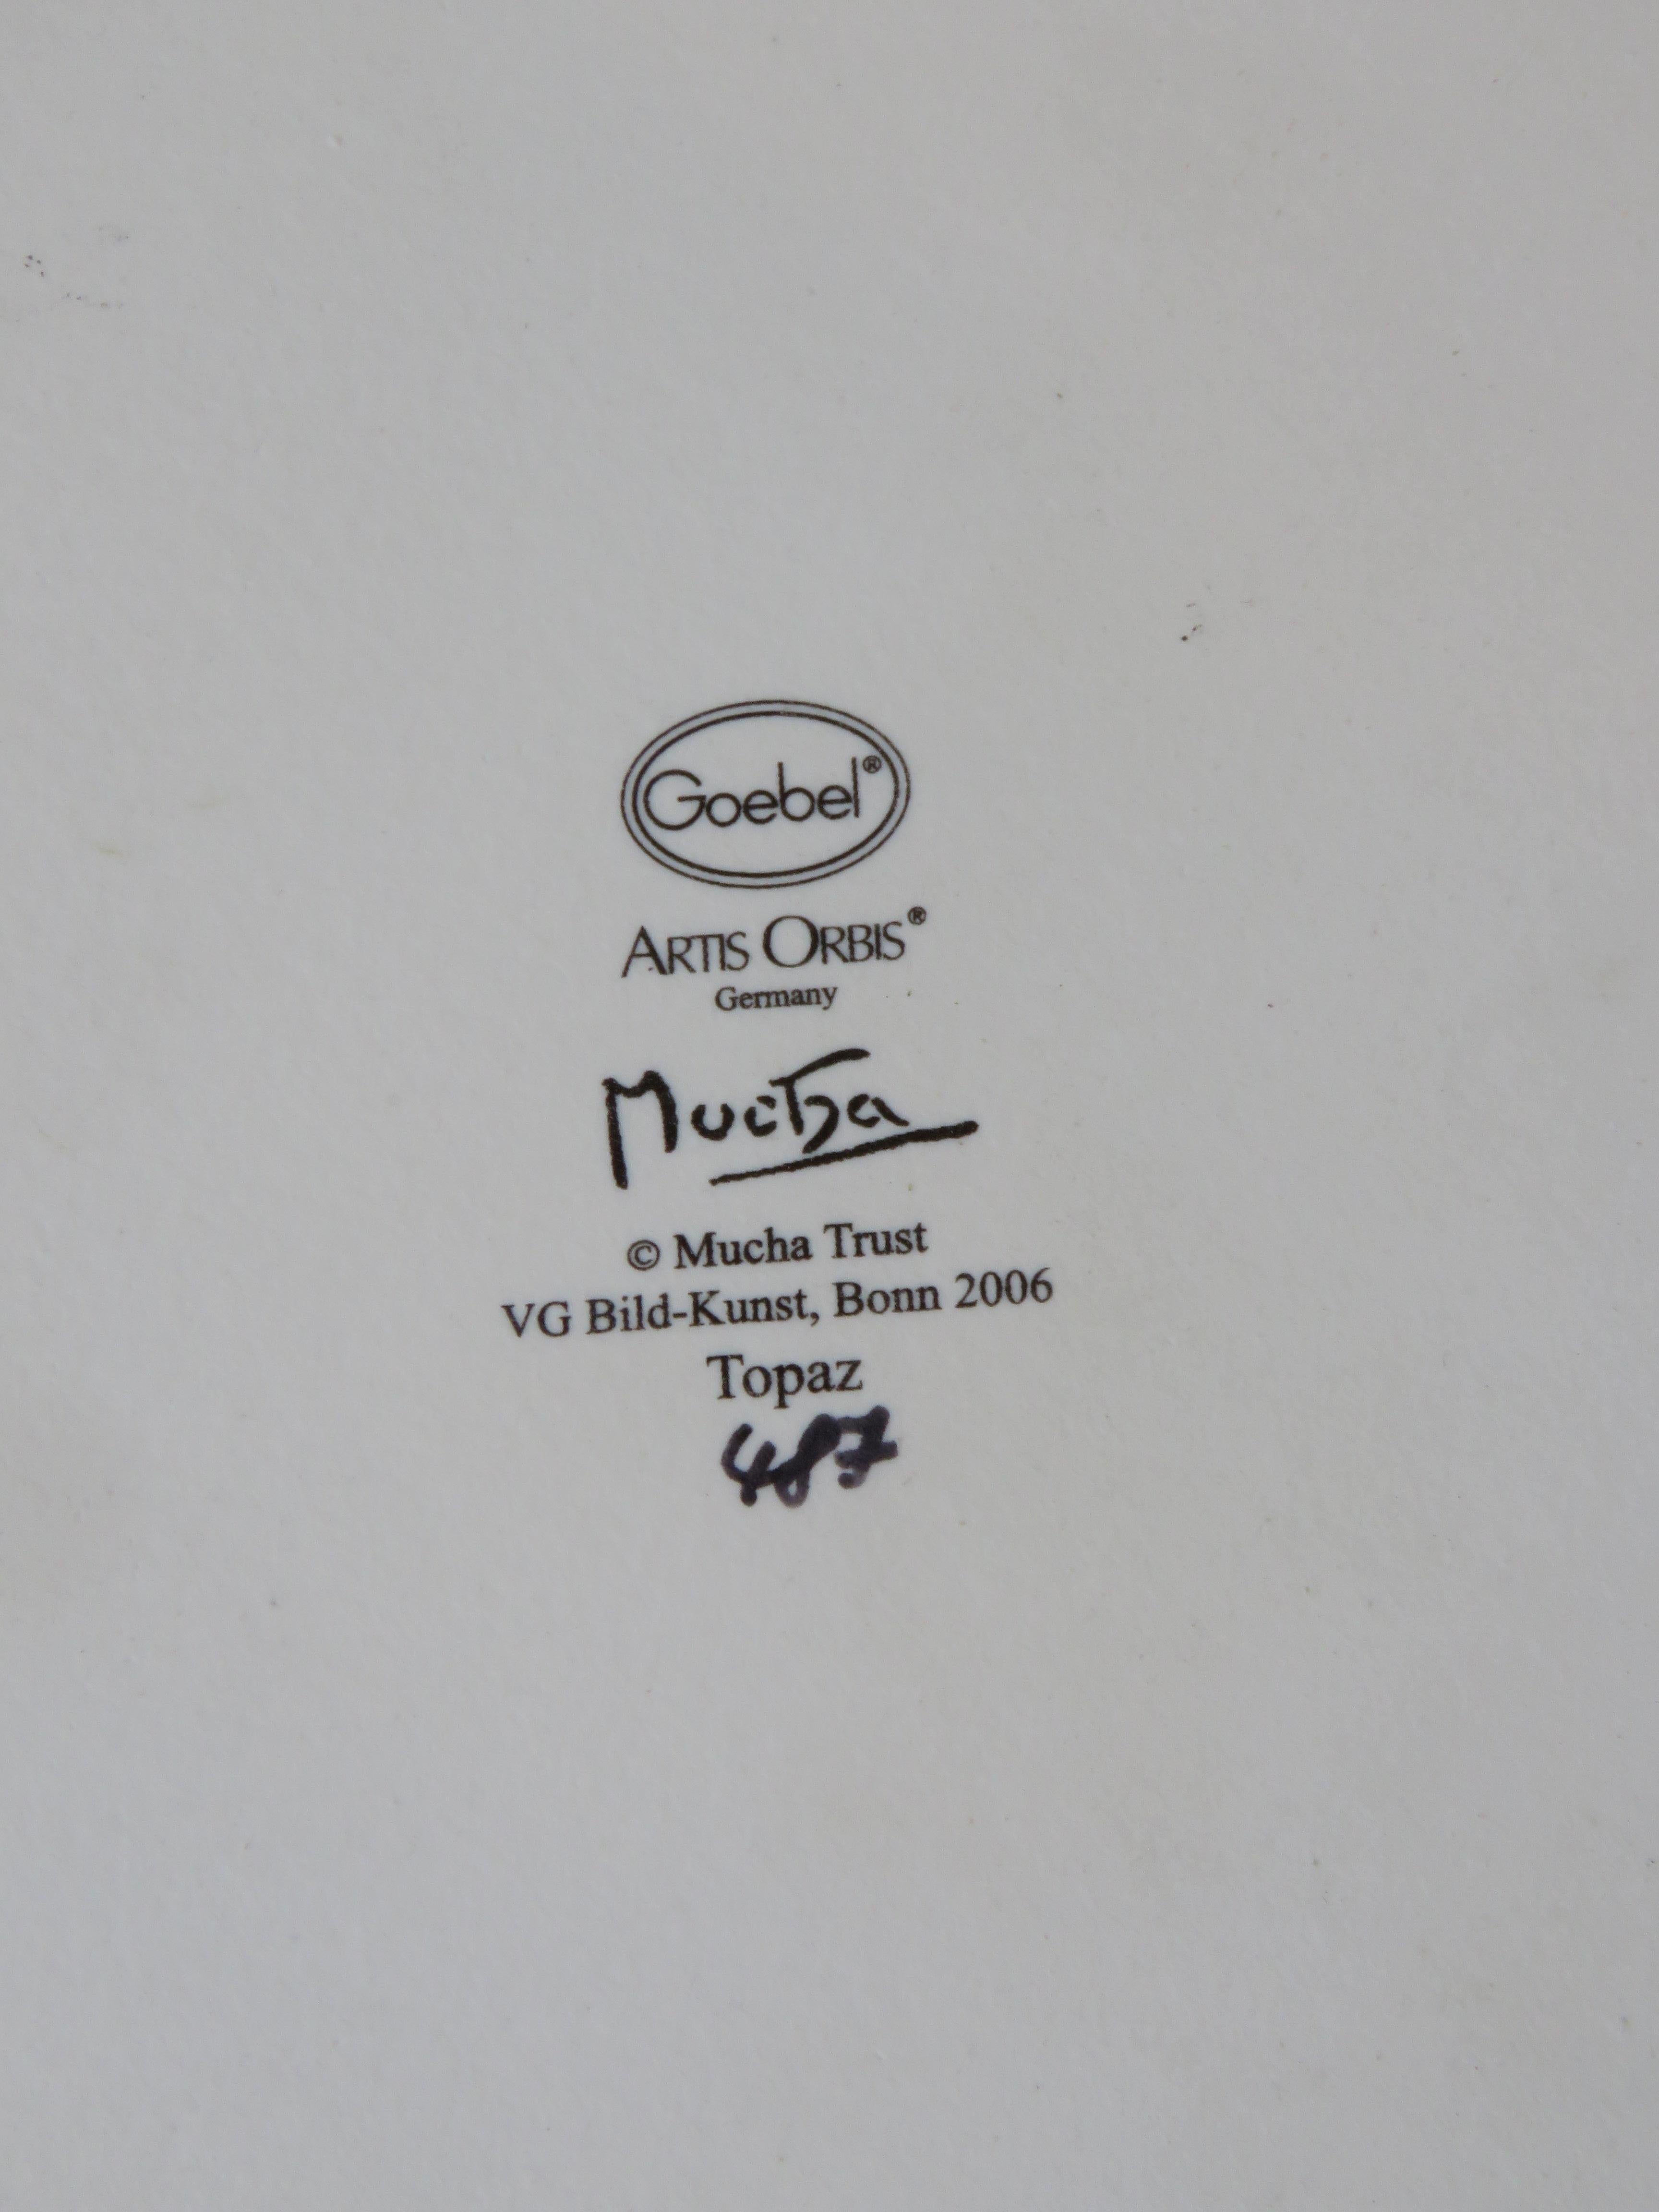 Goebel®
ARTIS ORBIS®
Germany
Mucha
© Mucha Trust
VG Bild-Kunst, Bonn 2006
Topaz
487